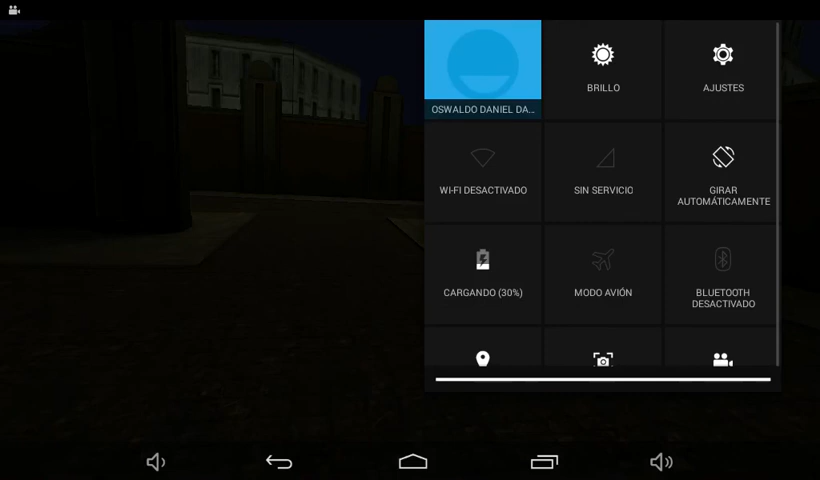 OSWALDO DANIEL DA...
BRILLO
AJUSTES
WI-FI DESACTIVADO
SIN SERVICIO
GIRAR
AUTOMÁTICAMENTE
CARGANDO (30%)
MODO AVIÓN
BLUETOOTH
DESACTIVADO